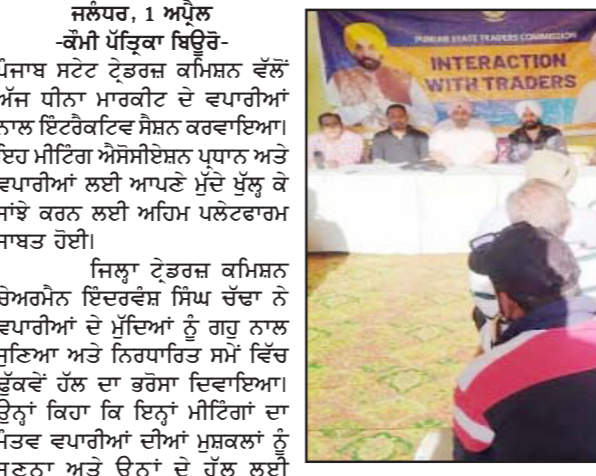 ਜਲੰਧਰ, 1 ਅਪ੍ਰੈਲ
-ਕੌਮੀ ਪੱਤ੍ਰਿਕਾ ਬਿਊਰੋ-
ਪੰਜਾਬ ਸਟੇਟ ਟ੍ਰੇਡਰਜ਼ ਕਮਿਸ਼ਨ ਵੱਲੋਂ
ਅੱਜ ਧੀਨਾ ਮਾਰਕੀਟ ਦੇ ਵਪਾਰੀਆਂ
ਨਾਲ ਇੰਟਰੈਕਟਿਵ ਸੈਸ਼ਨ ਕਰਵਾਇਆ।
ਇਹ ਮੀਟਿੰਗ ਐਸੋਸੀਏਸ਼ਨ ਪ੍ਰਧਾਨ ਅਤੇ
ਵਪਾਰੀਆਂ ਲਈ ਆਪਣੇ ਮੁੱਦੇ ਖੁੱਲ੍ਹ ਕੇ
ਸਾਂਝੇ ਕਰਨ ਲਈ ਅਹਿਮ ਪਲੇਟਫਾਰਮ
ਸਾਬਤ ਹੋਈ।
ਜਿਲ੍ਹਾ ਟ੍ਰੇਡਰਜ਼ ਕਮਿਸ਼ਨ
ਚੇਅਰਮੈਨ ਇੰਦਰਵੰਸ਼ ਸਿੰਘ ਚੱਢਾ ਨੇ
ਵਪਾਰੀਆਂ ਦੇ ਮੁੱਦਿਆਂ ਨੂੰ ਗਹੁ ਨਾਲ
ਸੁਣਿਆ ਅਤੇ ਨਿਰਧਾਰਿਤ ਸਮੇਂ ਵਿੱਚ
ਢੁੱਕਵੇਂ ਹੱਲ ਦਾ ਭਰੋਸਾ ਦਿਵਾਇਆ।
ਉਨ੍ਹਾਂ ਕਿਹਾ ਕਿ ਇਨ੍ਹਾਂ ਮੀਟਿੰਗਾਂ ਦਾ
ਮੰਤਵ ਵਪਾਰੀਆਂ ਦੀਆਂ ਮੁਸ਼ਕਲਾਂ ਨੂੰ
ਸੁਣਨਾ ਅਤੇ ਉਨ੍ਹਾਂ ਦੇ ਹੱਲ ਲਈ
PUNJAB STATE TRADERS COMMISSION
INTERACTION
WITH TRADERS